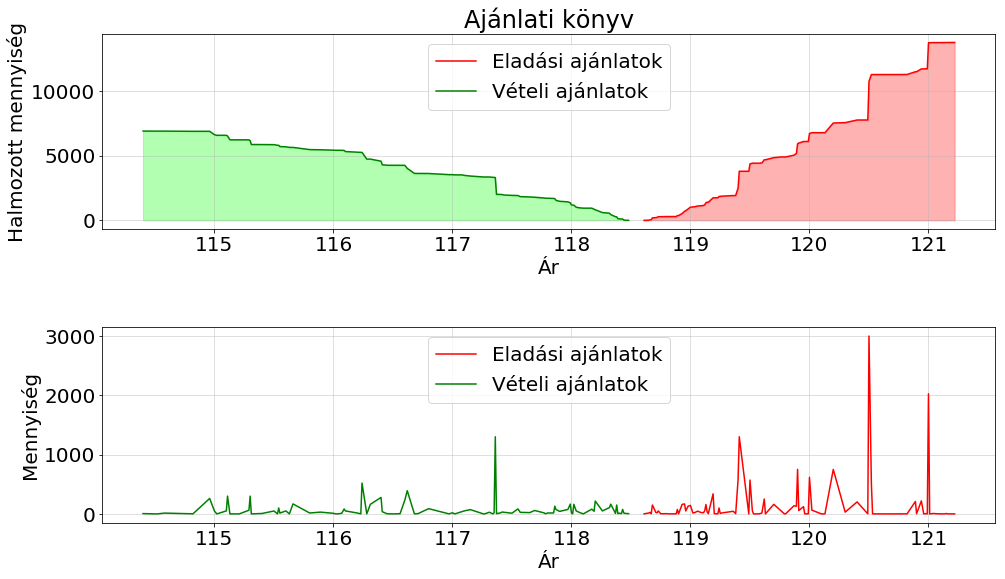 Ajánlati könyv
Halmozott mennyiség
10000
5000
0
Eladási ajánlatok
Vételi ajánlatok
115 116 117 118 119 120 121
Ár
Mennyiség
3000
2000
1000
0
Eladási ajánlatok
Vételi ajánlatok
115 116 117 118 119 120 121
Ár